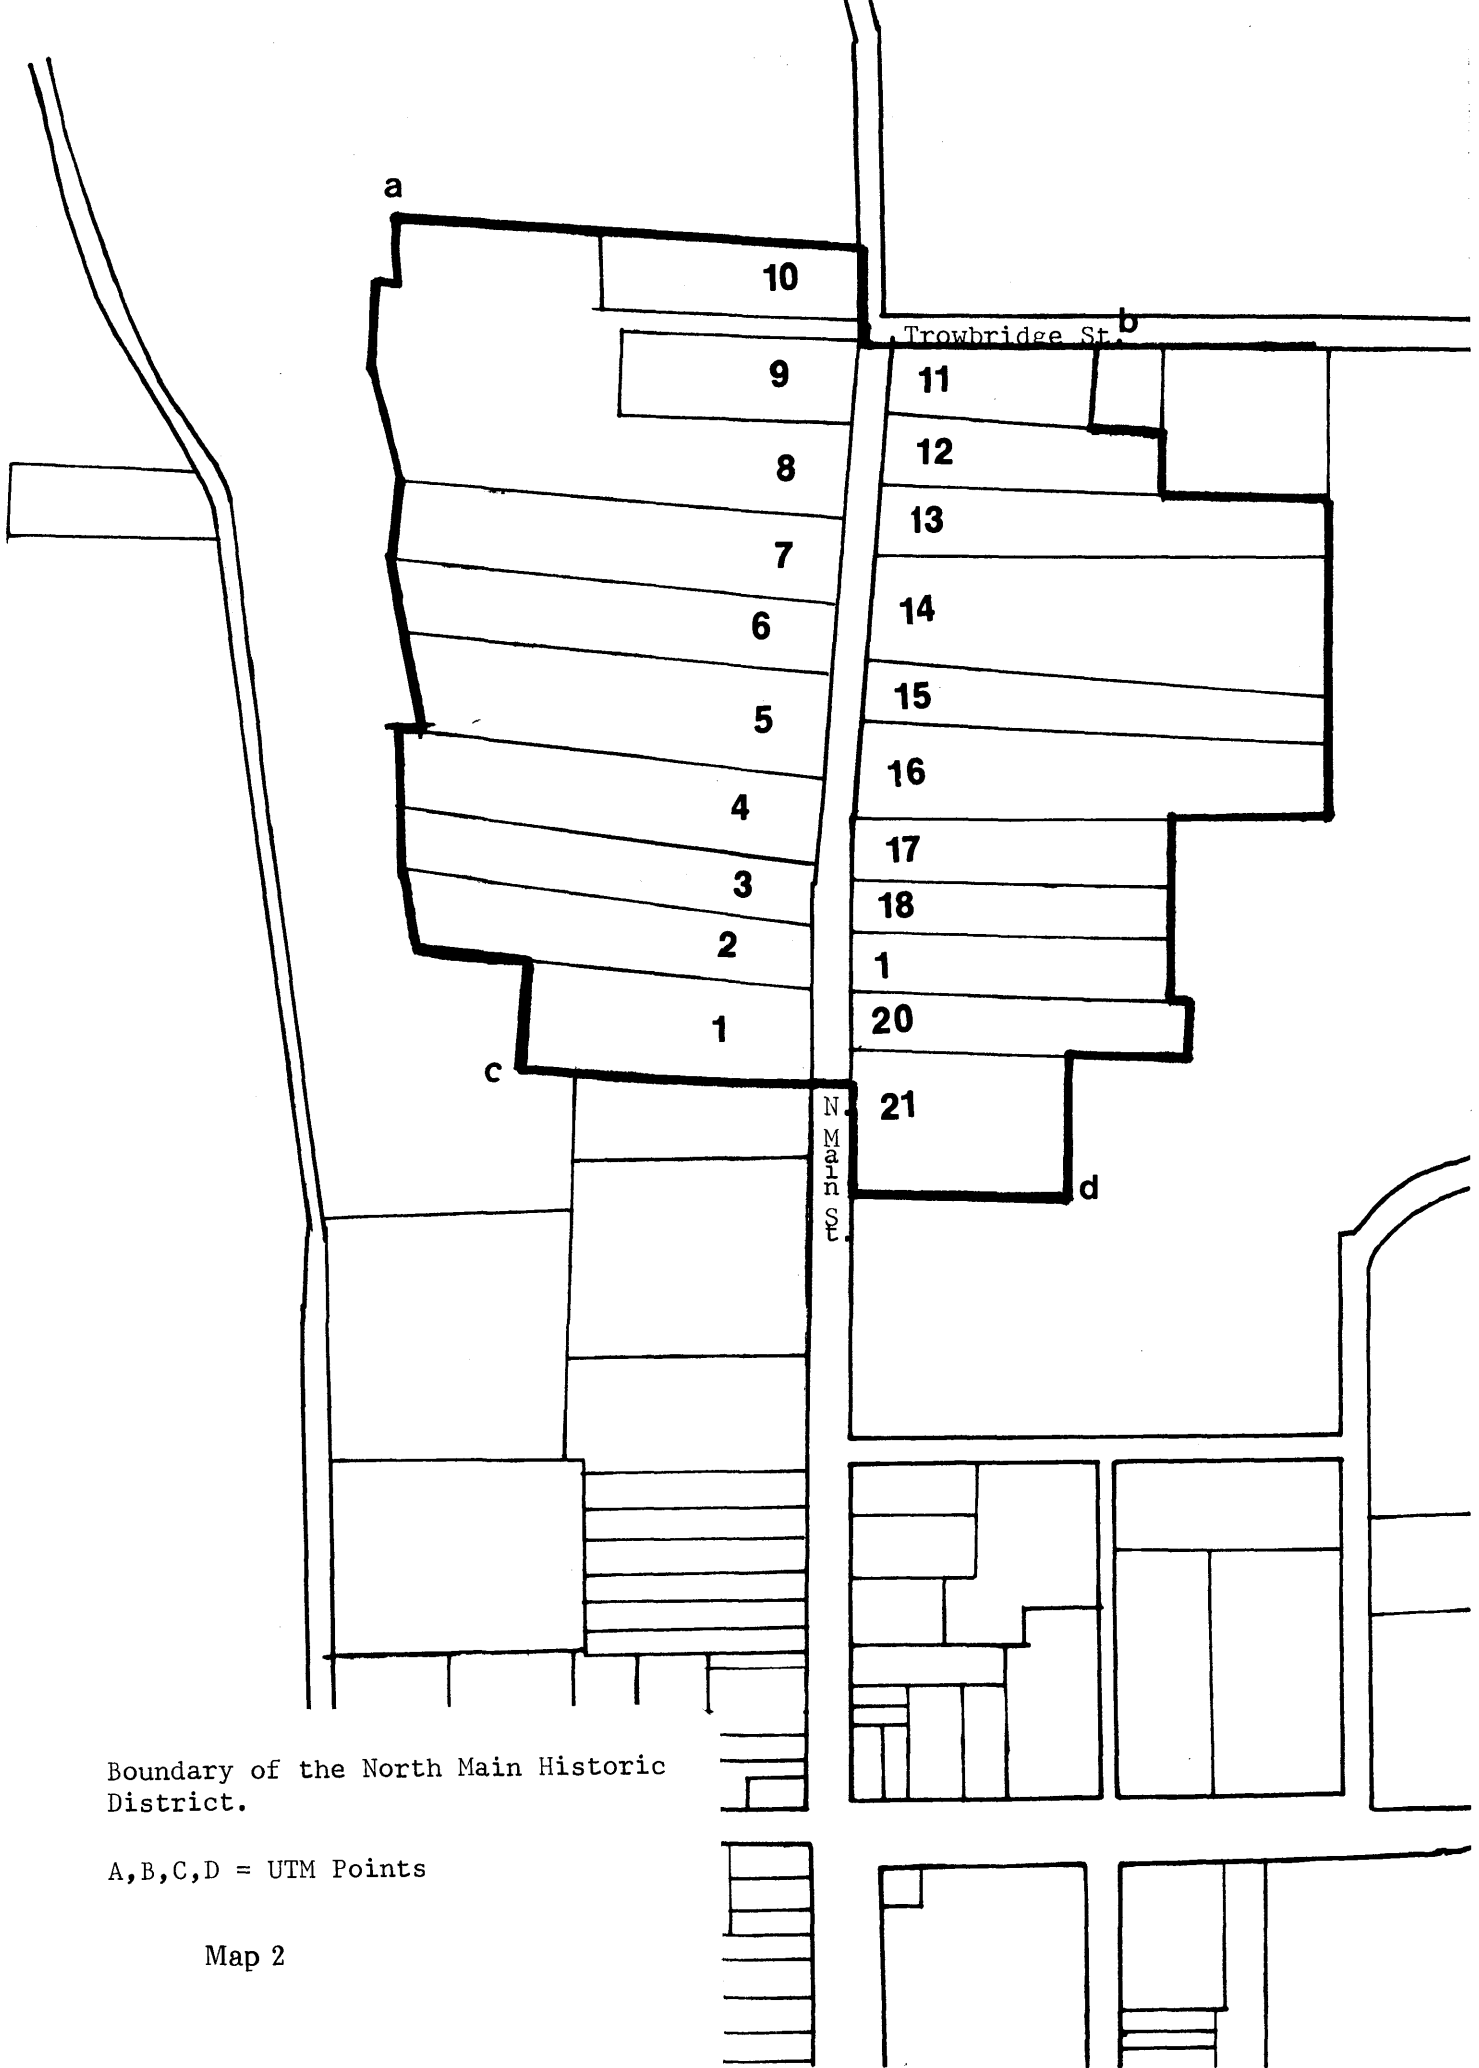 a
b
10
Trowbridge St.
9
11
12
8
13
7
14
6
15
5
16
4
17
3
18
2
1
20
1
c
21
N. Main St.
d
Boundary of the North Main Historic
District.
A,B,C,D = UTM Points
Map 2